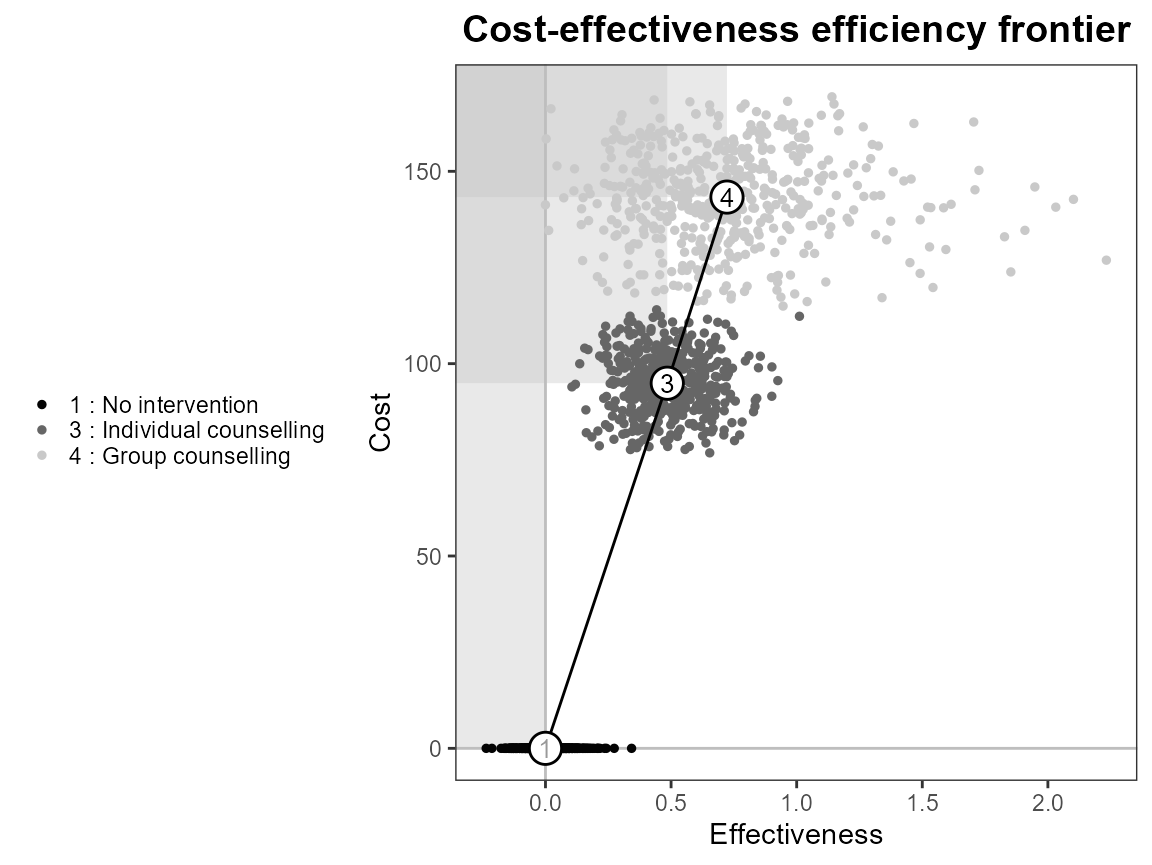 Cost-effectiveness efficiency frontier
1 : No intervention
3 : Individual counselling
4 : Group counselling
Cost
150
100
50
0
4
3
1
0.0 0.5 1.0 1.5 2.0
Effectiveness